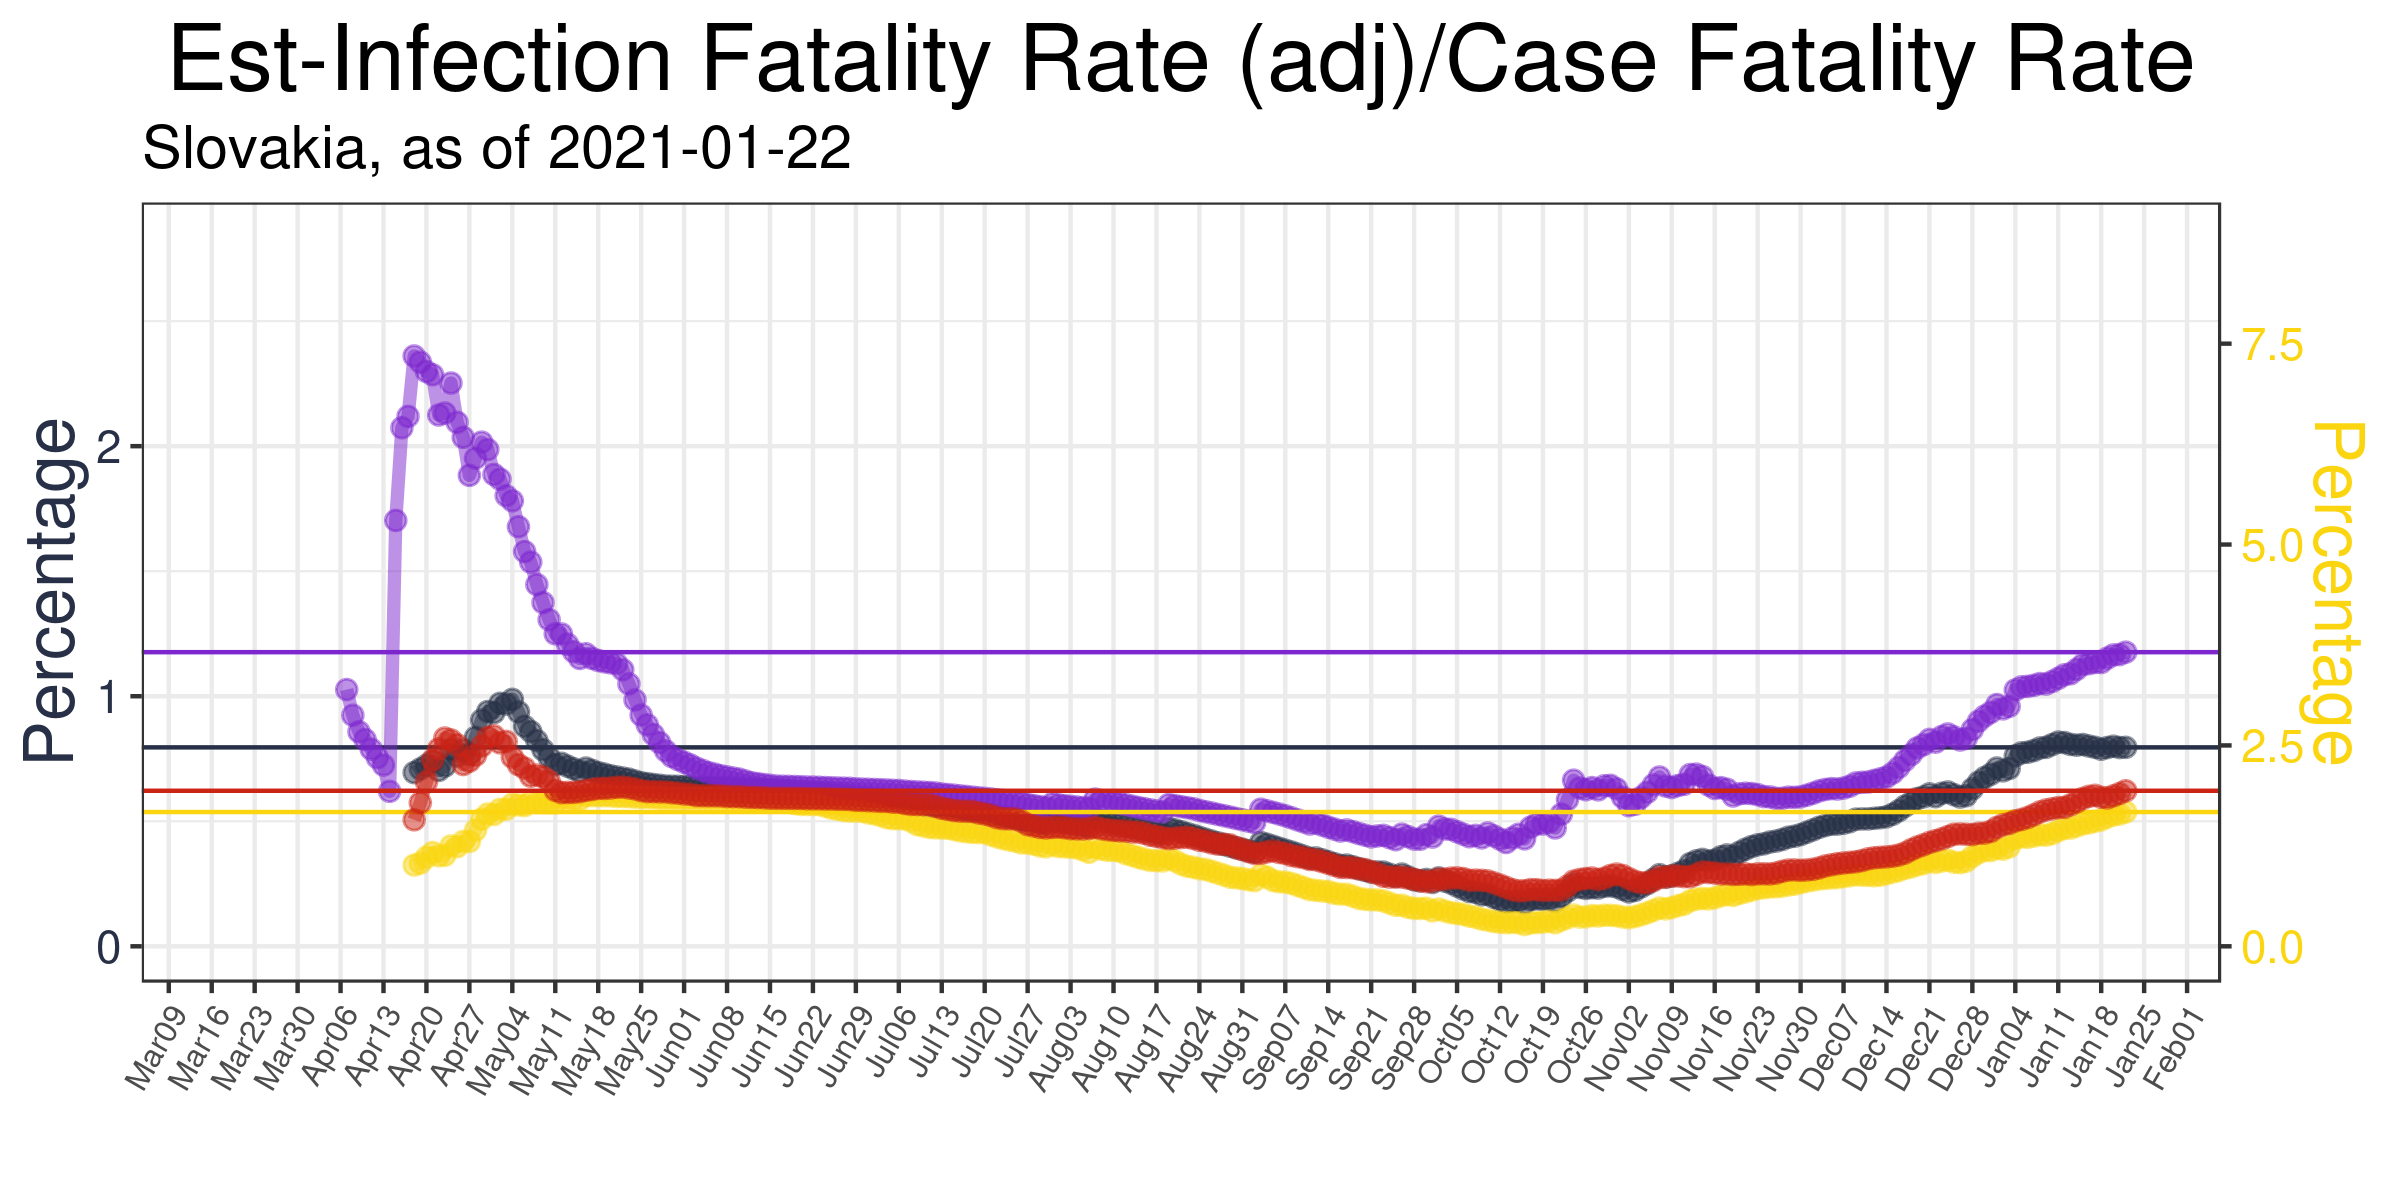 Est-Infection Fatality Rate (adj)/Case Fatality Rate
Slovakia, as of 2021-01-22
Percentage
2
1
0
7.5
5.0
2.5
0.0
Percentage
Mar09
Mar16
Mar23
Mar30
Apr06
Apr13
Apr20
Apr27
May04
May11
May18
May25
Jun01
Jun08
Jun15
Jun22
Jun29
Jul06
Jul13
Jul20
Jul27
Aug03
Aug10
Aug17
Aug24
Aug31
Sep07
Sep14
Sep21
Sep28
Oct05
Oct12
Oct19
Oct26
Nov02
Nov09
Nov16
Nov23
Nov30
Dec07
Dec14
Dec21
Dec28
Jan04
Jan11
Jan18
Jan25
Feb01